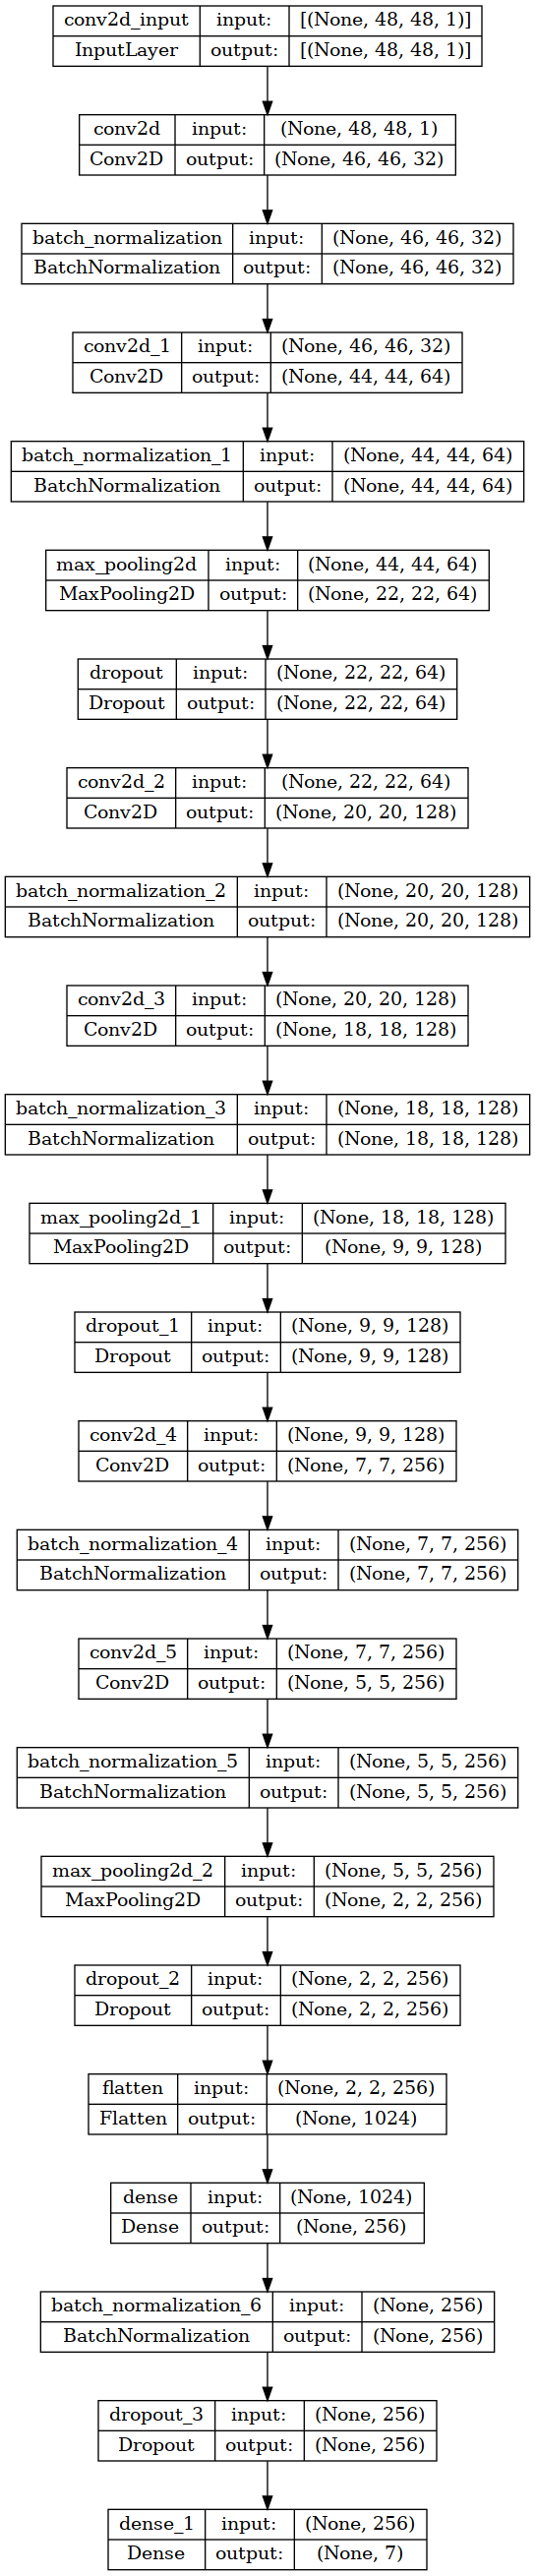 conv2d_input input: [(None, 48, 48, 1)]
InputLayer output: [(None, 48, 48, 1)]
conv2d input: (None, 48, 48, 1)
Conv2D output: (None, 46, 46, 32)
batch_normalization input: (None, 46, 46, 32)
BatchNormalization output: (None, 46, 46, 32)
conv2d_1 input: (None, 46, 46, 32)
Conv2D output: (None, 44, 44, 64)
batch_normalization_1 input: (None, 44, 44, 64)
BatchNormalization output: (None, 44, 44, 64)
max_pooling2d input: (None, 44, 44, 64)
MaxPooling2D output: (None, 22, 22, 64)
dropout input: (None, 22, 22, 64)
Dropout output: (None, 22, 22, 64)
conv2d_2 input: (None, 22, 22, 64)
Conv2D output: (None, 20, 20, 128)
batch_normalization_2 input: (None, 20, 20, 128)
BatchNormalization output: (None, 20, 20, 128)
conv2d_3 input: (None, 20, 20, 128)
Conv2D output: (None, 18, 18, 128)
batch_normalization_3 input: (None, 18, 18, 128)
BatchNormalization output: (None, 18, 18, 128)
max_pooling2d_1 input: (None, 18, 18, 128)
MaxPooling2D output: (None, 9, 9, 128)
dropout_1 input: (None, 9, 9, 128)
Dropout output: (None, 9, 9, 128)
conv2d_4 input: (None, 9, 9, 128)
Conv2D output: (None, 7, 7, 256)
batch_normalization_4 input: (None, 7, 7, 256)
BatchNormalization output: (None, 7, 7, 256)
conv2d_5 input: (None, 7, 7, 256)
Conv2D output: (None, 5, 5, 256)
batch_normalization_5 input: (None, 5, 5, 256)
BatchNormalization output: (None, 5, 5, 256)
max_pooling2d_2 input: (None, 5, 5, 256)
MaxPooling2D output: (None, 2, 2, 256)
dropout_2 input: (None, 2, 2, 256)
Dropout output: (None, 2, 2, 256)
flatten input: (None, 2, 2, 256)
Flatten output: (None, 1024)
dense input: (None, 1024)
Dense output: (None, 256)
batch_normalization_6 input: (None, 256)
BatchNormalization output: (None, 256)
dropout_3 input: (None, 256)
Dropout output: (None, 256)
dense_1 input: (None, 256)
Dense output: (None, 7)